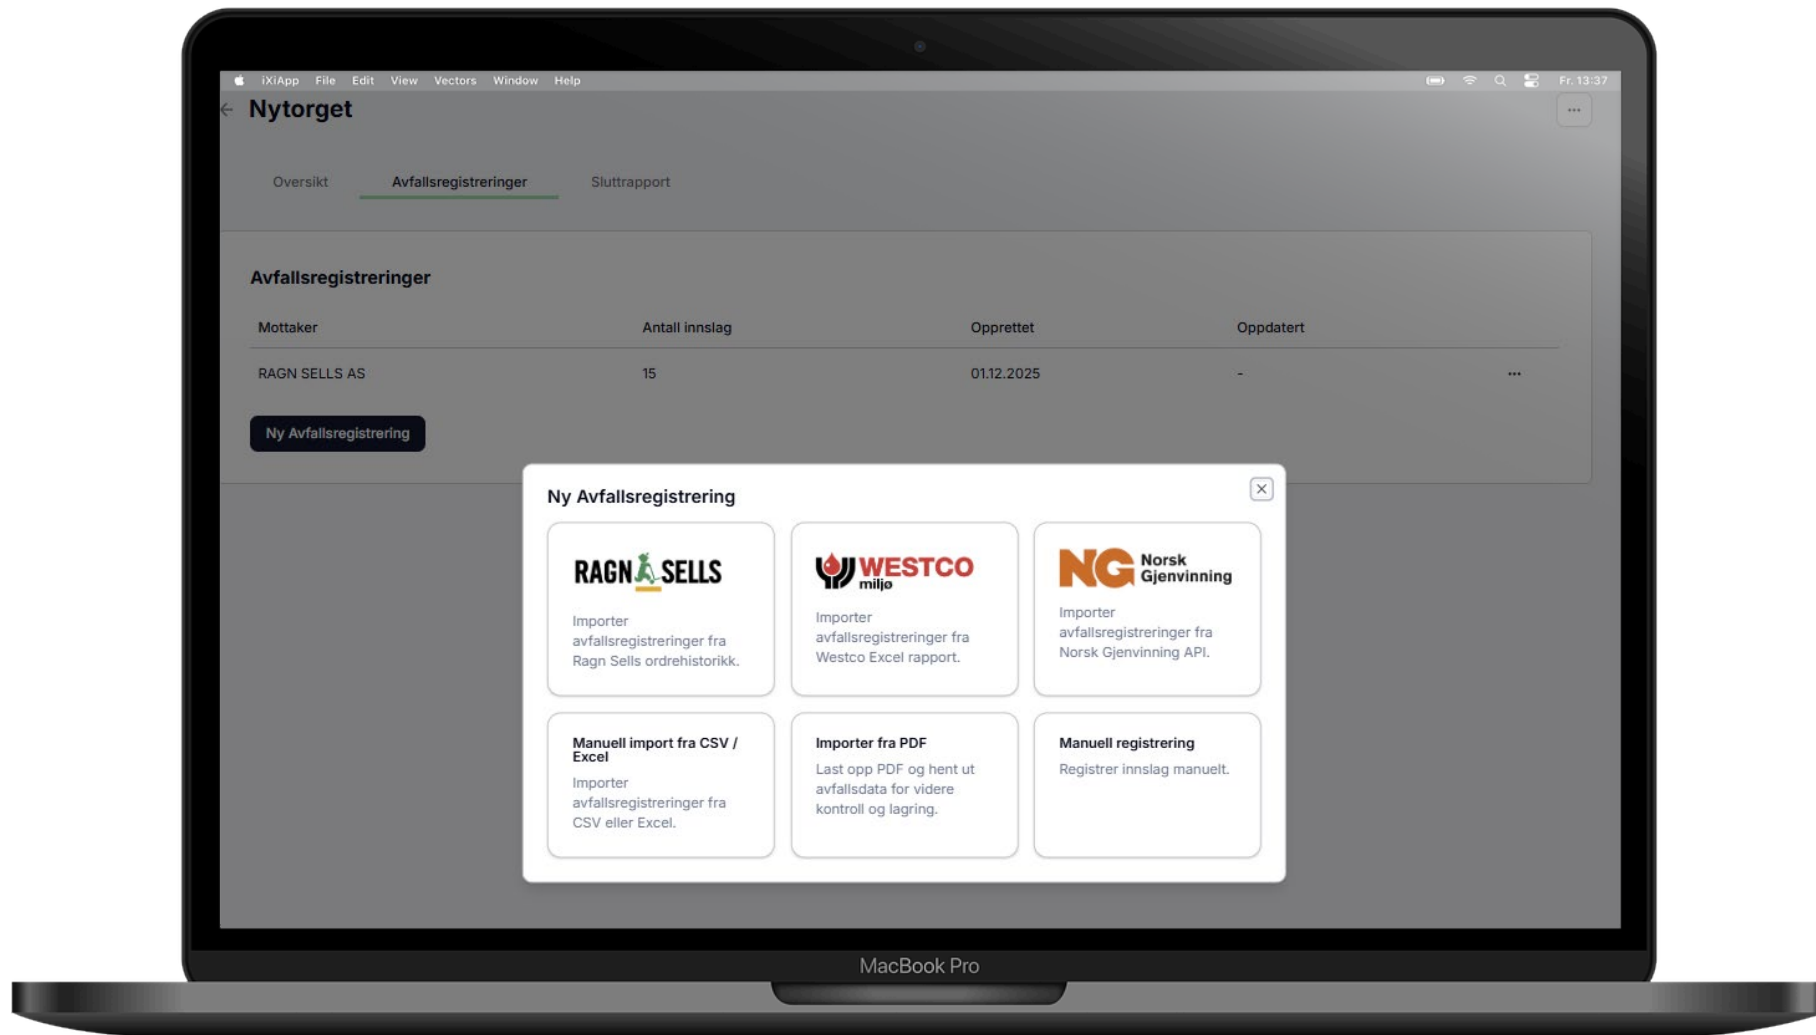 iXiApp File Edit View Vectors Window Help Fr. 13:37
Nytorget
Oversikt Avfallsregistreringer Sluttrapport
Avfallsregistreringer
Mottaker Antall innslag Opprettet Oppdatert
RAGN SELLS AS 15 01.12.2025 -
Ny Avfallsregistrering
Ny Avfallsregistrering
RAGN SELLS
Importer
avfallsregistreringer fra
Ragn Sells ordrehistorikk.
WESTCO
miljø
Importer
avfallsregistreringer fra
Westco Excel rapport.
NG Norsk
Gjenvinning
Importer
avfallsregistreringer fra
Norsk Gjenvinning API.
Manuell import fra CSV /
Excel
Importer
avfallsregistreringer fra
CSV eller Excel.
Importer fra PDF
Last opp PDF og hent ut
avfallsdata for videre
kontroll og lagring.
Manuell registrering
Registrer innslag manuelt.
MacBook Pro